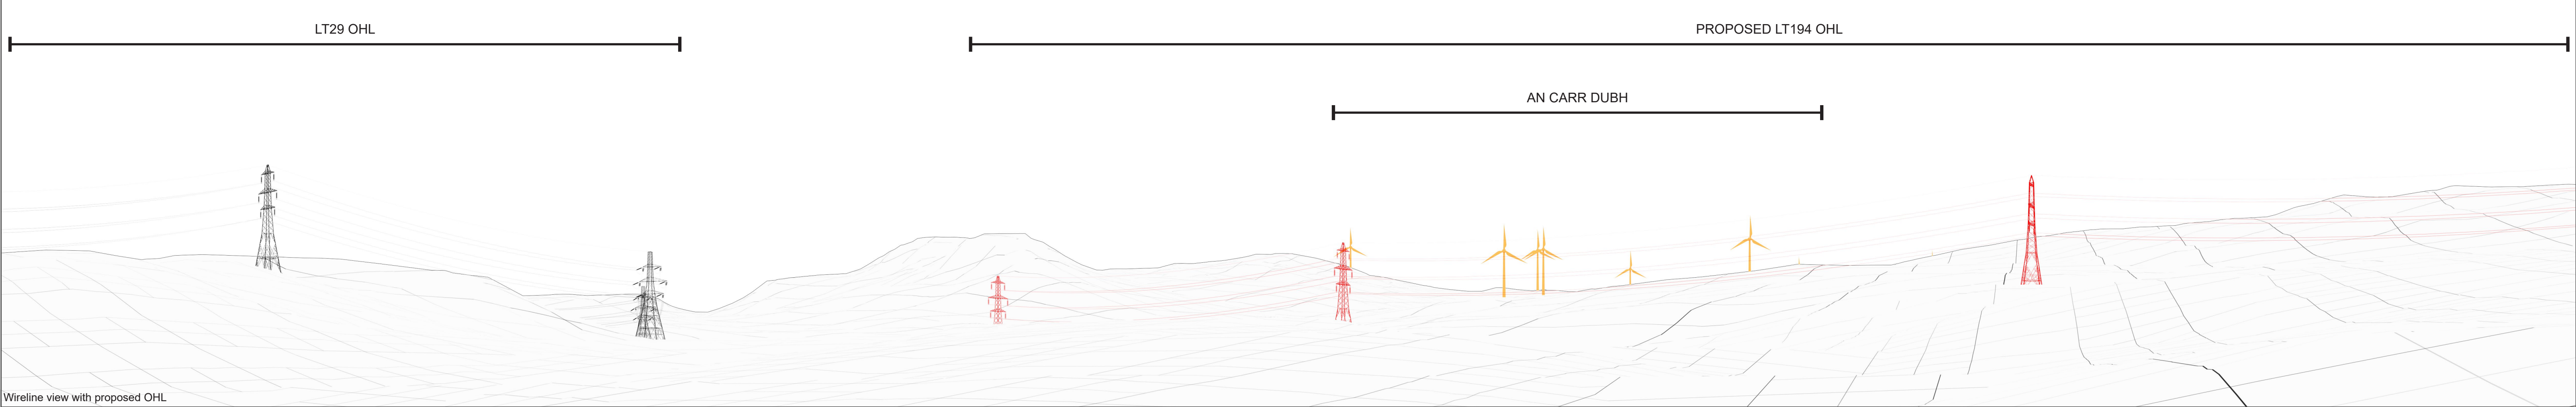 LT29 OHL
PROPOSED LT194 OHL
AN CARR DUBH
Wireline view with proposed OHL